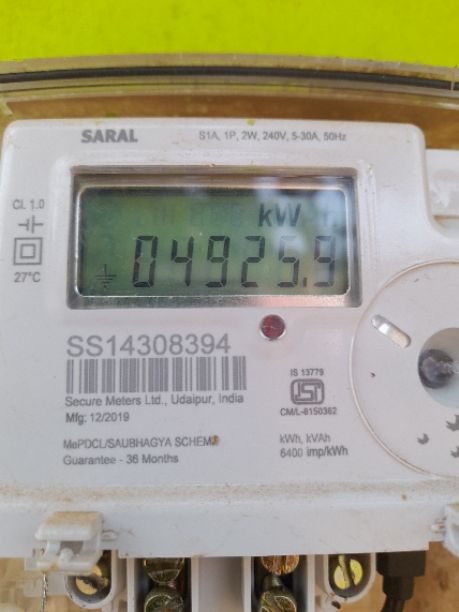 SARAL S1A, 1P, 2W, 240V, 5-30A, 50Hz
CL 1.0
kW
04925.9
27°C
SS14308394
Secure Meters Ltd., Udaipur, India
Mfg: 12/2019
IS 13779
ISI
CM/L-8150362
MePDCL/SAUBHAGYA SCHEME
Guarantee - 36 Months
kWh, kVAh
6400 imp/kWh